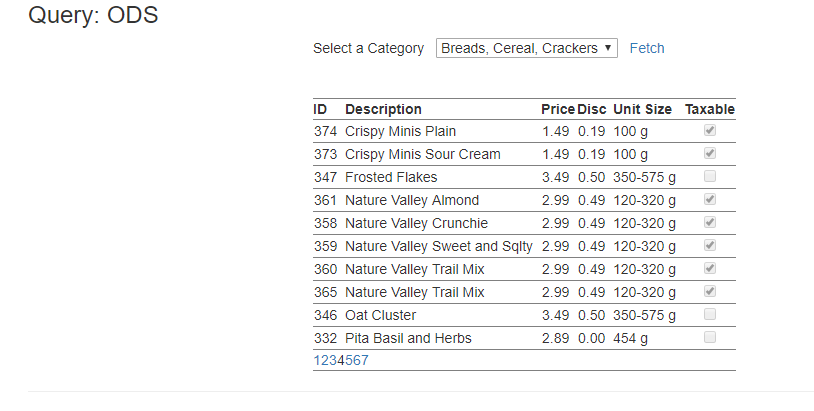 Query: ODS
Select a Category Breads, Cereal, Crackers Fetch
ID Description Price Disc Unit Size Taxable
374 Crispy Minis Plain 1.49 0.19 100 g
373 Crispy Minis Sour Cream 1.49 0.19 100 g
347 Frosted Flakes 3.49 0.50 350-575 g
361 Nature Valley Almond 2.99 0.49 120-320 g
358 Nature Valley Crunchie 2.99 0.49 120-320 g
359 Nature Valley Sweet and Sqlty 2.99 0.49 120-320 g
360 Nature Valley Trail Mix 2.99 0.49 120-320 g
365 Nature Valley Trail Mix 2.99 0.49 120-320 g
346 Oat Cluster 3.49 0.50 350-575 g
332 Pita Basil and Herbs 2.89 0.00 454 g
1234567